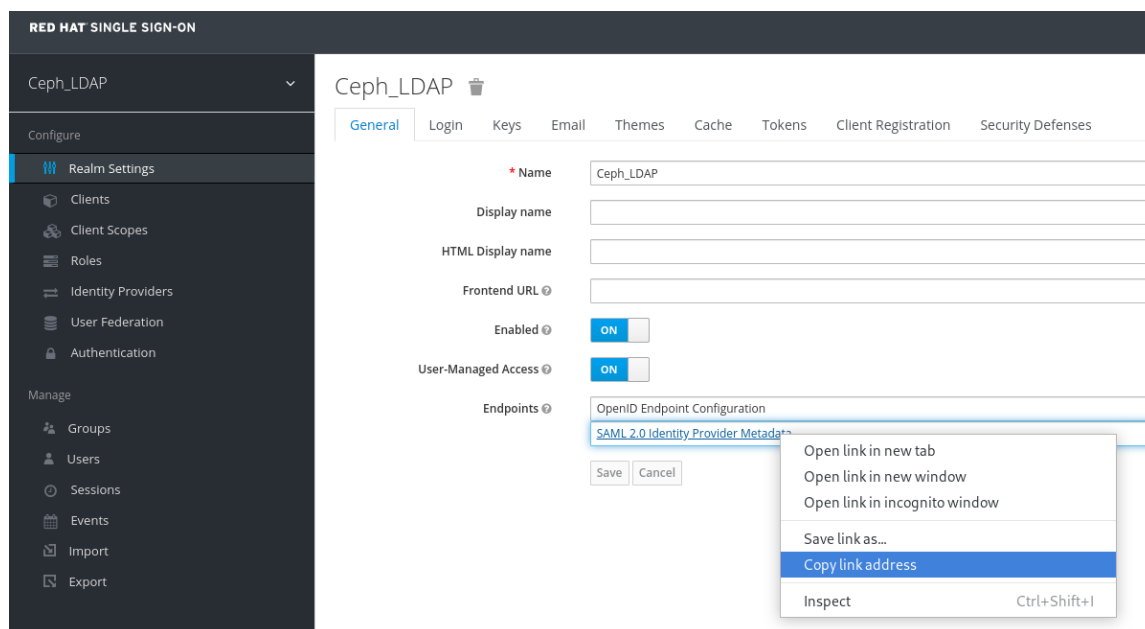 RED HAT SINGLE SIGN-ON
Ceph_LDAP
Configure
Realm Settings
Clients
Client Scopes
Roles
Identity Providers
User Federation
Authentication
Manage
Groups
Users
Sessions
Events
Import
Export
Ceph_LDAP
General Login Keys Email Themes Cache Tokens Client Registration Security Defenses
* Name Ceph_LDAP
Display name
HTML Display name
Frontend URL
Enabled ON
User-Managed Access ON
Endpoints OpenID Endpoint Configuration
SAML 2.0 Identity Provider Metadata
Save Cancel
Open link in new tab
Open link in new window
Open link in incognito window
Save link as...
Copy link address
Inspect Ctrl+Shift+I